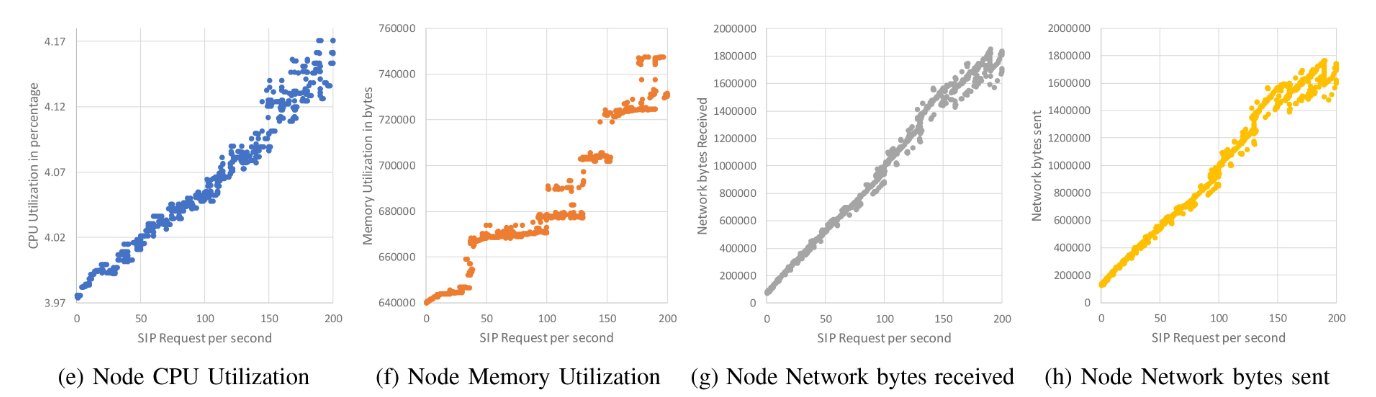 CPU Utilization in percentage
4.17
4.12
4.07
4.02
3.97
0 50 100 150 200
SIP Request per second
(e) Node CPU Utilization
Memory Utilization in bytes
760000
740000
720000
700000
680000
660000
640000
0 50 100 150 200
SIP Request per second
(f) Node Memory Utilization
Network bytes Received
2000000
1800000
1600000
1400000
1200000
1000000
800000
600000
400000
200000
0
0 50 100 150 200
SIP Request per second
(g) Node Network bytes received
Network bytes sent
2000000
1800000
1600000
1400000
1200000
1000000
800000
600000
400000
200000
0
0 50 100 150 200
SIP Request per second
(h) Node Network bytes sent